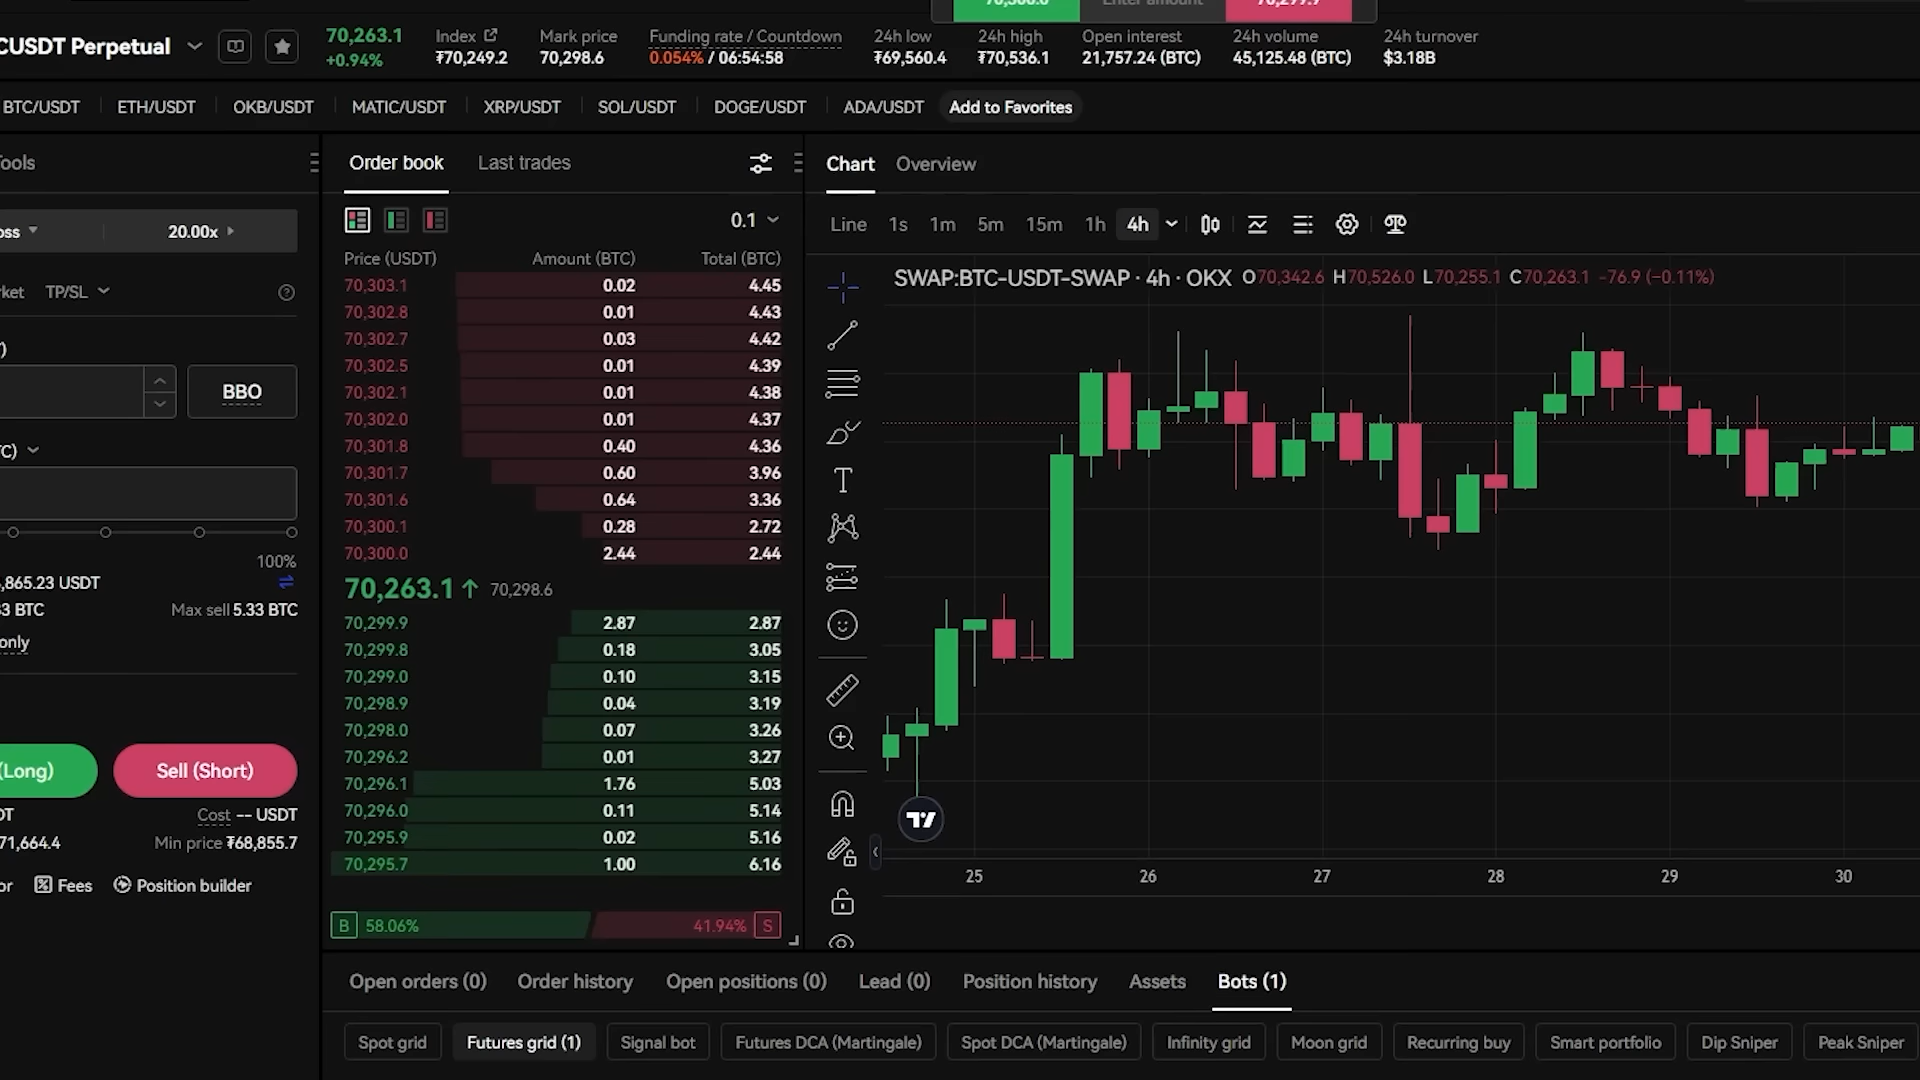 CUSDT Perpetual
70,263.1
+0.94%
Index
₮70,249.2
Mark price
70,298.6
Funding rate / Countdown
0.054% / 06:54:58
24h low
₮69,560.4
24h high
₮70,536.1
Open interest
21,757.24 (BTC)
24h volume
45,125.48 (BTC)
24h turnover
$3.18B
BTC/USDT
ETH/USDT
OKB/USDT
MATIC/USDT
XRP/USDT
SOL/USDT
DOGE/USDT
ADA/USDT
Add to Favorites
Tools
oss
20.00x
rket
TP/SL
)
BBO
C)
100%
,865.23 USDT
33 BTC
Max sell 5.33 BTC
only
(Long)
Sell (Short)
DT
Cost -- USDT
71,664.4
Min price ₮68,855.7
or
Fees
Position builder
Order book
Last trades
0.1
Price (USDT) Amount (BTC) Total (BTC)
70,303.1 0.02 4.45
70,302.8 0.01 4.43
70,302.7 0.03 4.42
70,302.5 0.01 4.39
70,302.1 0.01 4.38
70,302.0 0.01 4.37
70,301.8 0.40 4.36
70,301.7 0.60 3.96
70,301.6 0.64 3.36
70,300.1 0.28 2.72
70,300.0 2.44 2.44
70,263.1↑ 70,298.6
70,299.9 2.87 2.87
70,299.8 0.18 3.05
70,299.0 0.10 3.15
70,298.9 0.04 3.19
70,298.0 0.07 3.26
70,296.2 0.01 3.27
70,296.1 1.76 5.03
70,296.0 0.11 5.14
70,295.9 0.02 5.16
70,295.7 1.00 6.16
B 58.06% 41.94% S
Chart
Overview
Line 1s 1m 5m 15m 1h 4h
SWAP:BTC-USDT-SWAP · 4h · OKX O70,342.6 H70,526.0 L70,255.1 C70,263.1 -76.9 (−0.11%)
25 26 27 28 29 30
Open orders (0)
Order history
Open positions (0)
Lead (0)
Position history
Assets
Bots (1)
Spot grid
Futures grid (1)
Signal bot
Futures DCA (Martingale)
Spot DCA (Martingale)
Infinity grid
Moon grid
Recurring buy
Smart portfolio
Dip Sniper
Peak Sniper